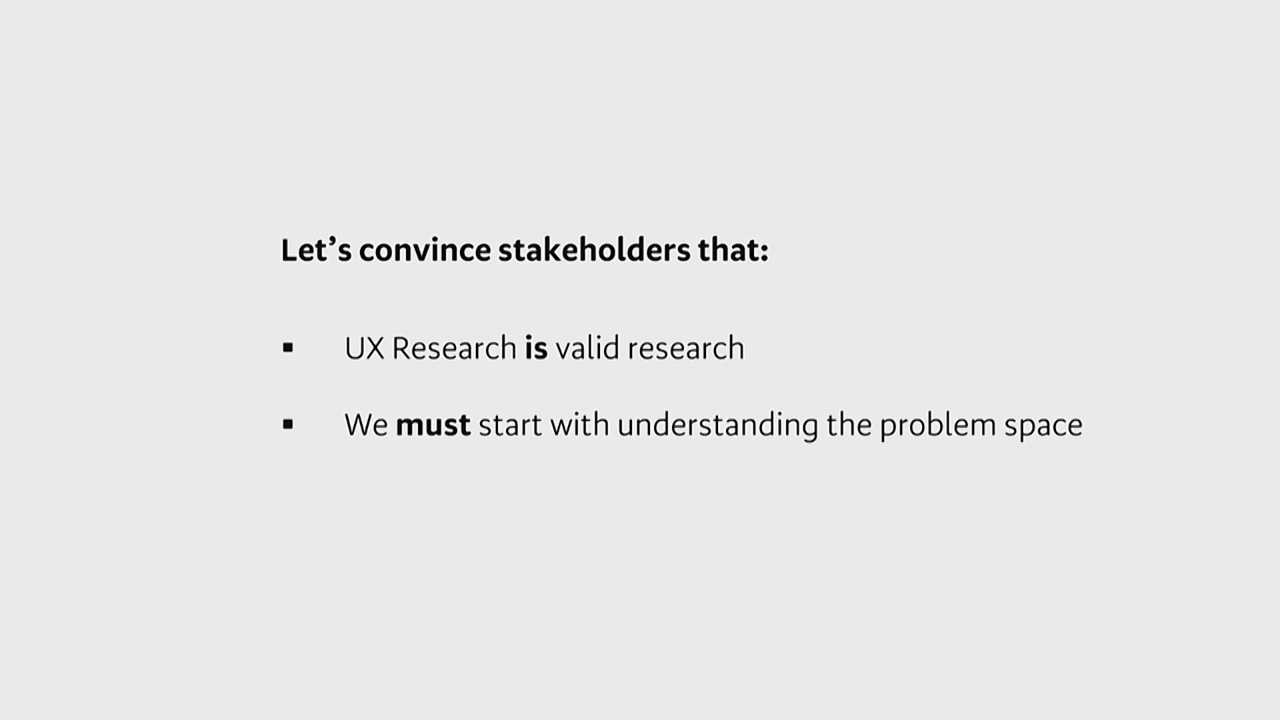 Let’s convince stakeholders that:
▪ UX Research is valid research
▪ We must start with understanding the problem space